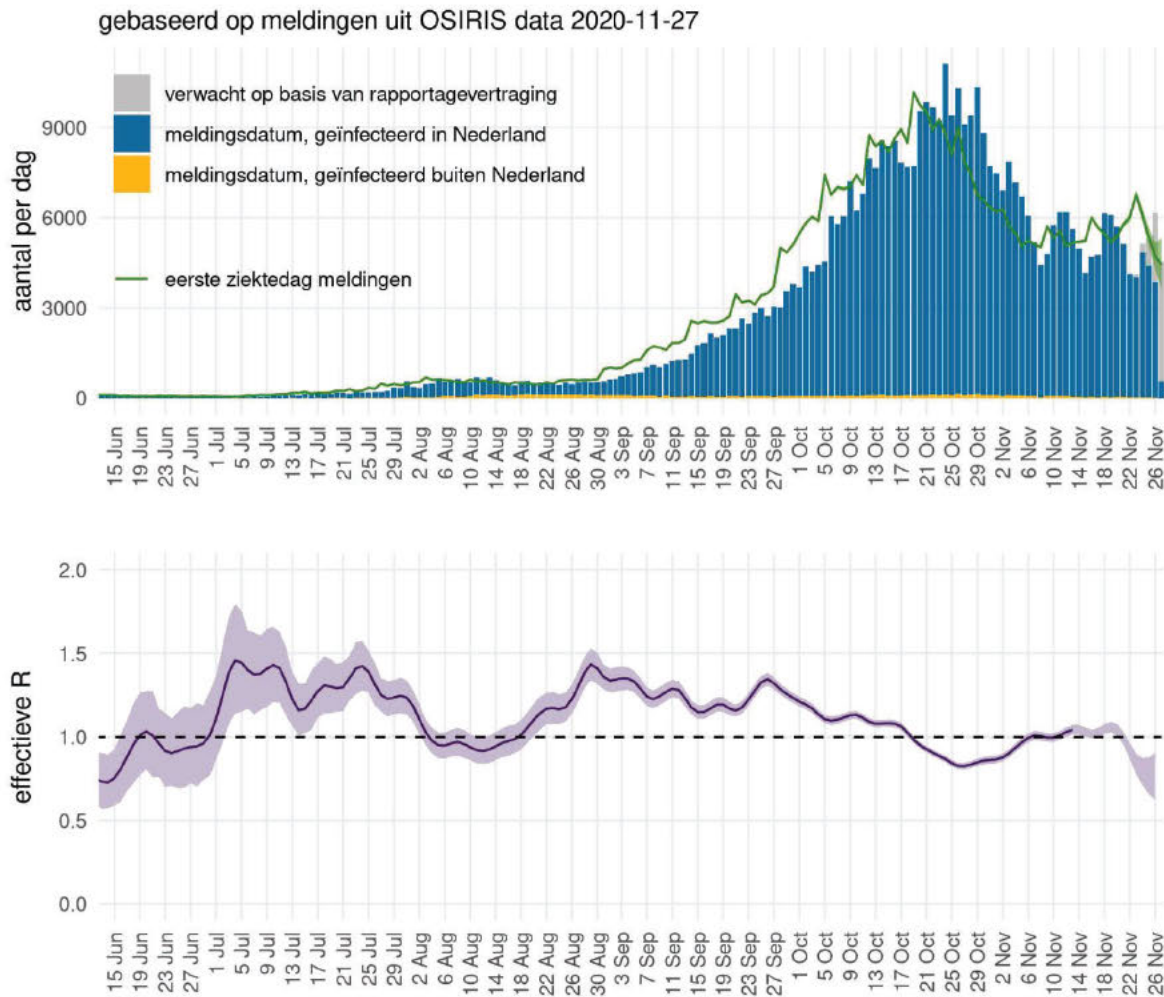 gebaseerd op meldingen uit OSIRIS data 2020-11-27
verwacht op basis van rapportagevertraging
meldingsdatum, geïnfecteerd in Nederland
meldingsdatum, geïnfecteerd buiten Nederland
eerste ziektedag meldingen
aantal per dag
9000
6000
3000
0
15 Jun
19 Jun
23 Jun
27 Jun
1 Jul
5 Jul
9 Jul
13 Jul
17 Jul
21 Jul
25 Jul
29 Jul
2 Aug
6 Aug
10 Aug
14 Aug
18 Aug
22 Aug
26 Aug
30 Aug
3 Sep
7 Sep
11 Sep
15 Sep
19 Sep
23 Sep
27 Sep
1 Oct
5 Oct
9 Oct
13 Oct
17 Oct
21 Oct
25 Oct
29 Oct
2 Nov
6 Nov
10 Nov
14 Nov
18 Nov
22 Nov
26 Nov
effectieve R
2.0
1.5
1.0
0.5
0.0
15 Jun
19 Jun
23 Jun
27 Jun
1 Jul
5 Jul
9 Jul
13 Jul
17 Jul
21 Jul
25 Jul
29 Jul
2 Aug
6 Aug
10 Aug
14 Aug
18 Aug
22 Aug
26 Aug
30 Aug
3 Sep
7 Sep
11 Sep
15 Sep
19 Sep
23 Sep
27 Sep
1 Oct
5 Oct
9 Oct
13 Oct
17 Oct
21 Oct
25 Oct
29 Oct
2 Nov
6 Nov
10 Nov
14 Nov
18 Nov
22 Nov
26 Nov